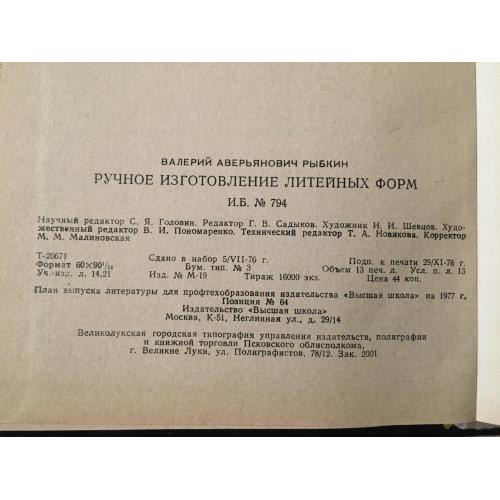 ВАЛЕРИЙ АВЕРЬЯНОВИЧ РЫБКИН
РУЧНОЕ ИЗГОТОВЛЕНИЕ ЛИТЕЙНЫХ ФОРМ
И.Б. № 794
Научный редактор С. Я. Головин. Редактор Г. В. Садыков. Художник Н. И. Шевцов. Худо-
жественный редактор В. И. Пономаренко. Технический редактор Т. А. Новикова. Корректор
М. М. Малиновская
Т-20671 Сдано в набор 5/VII-76 г. Подп. к печати 29/XI-76 г.
Формат 60×90¹/₁₆ Бум. тип. № 3 Объем 13 печ. л. Усл. п. л. 13
Уч.-изд. л. 14,21 Изд. № М-19 Тираж 16000 экз. Цена 44 коп.
План выпуска литературы для профтехобразования издательства «Высшая школа» на 1977 г.
Позиция № 64
Издательство «Высшая школа»
Москва, К-51, Неглинная ул., д. 29/14
Великолукская городская типография управления издательств, полиграфии
и книжной торговли Псковского облисполкома,
г. Великие Луки, ул. Полиграфистов, 78/12. Зак. 2001